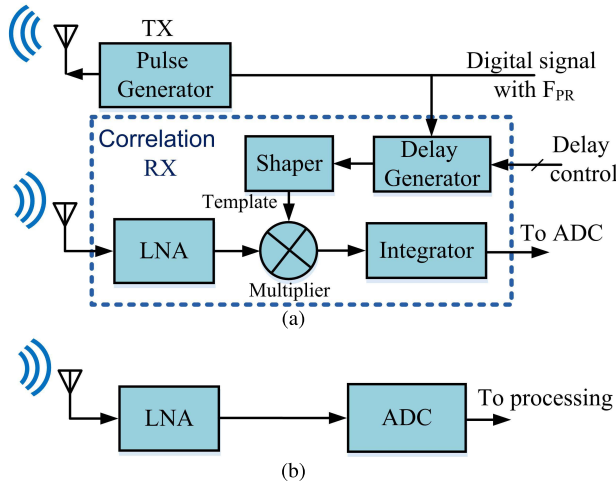 TX
Pulse
Generator
Digital signal
with FPR
Correlation
RX
Shaper
Delay
Generator
Delay
control
Template
LNA
Multiplier
Integrator
To ADC
(a)
LNA
ADC
To processing
(b)